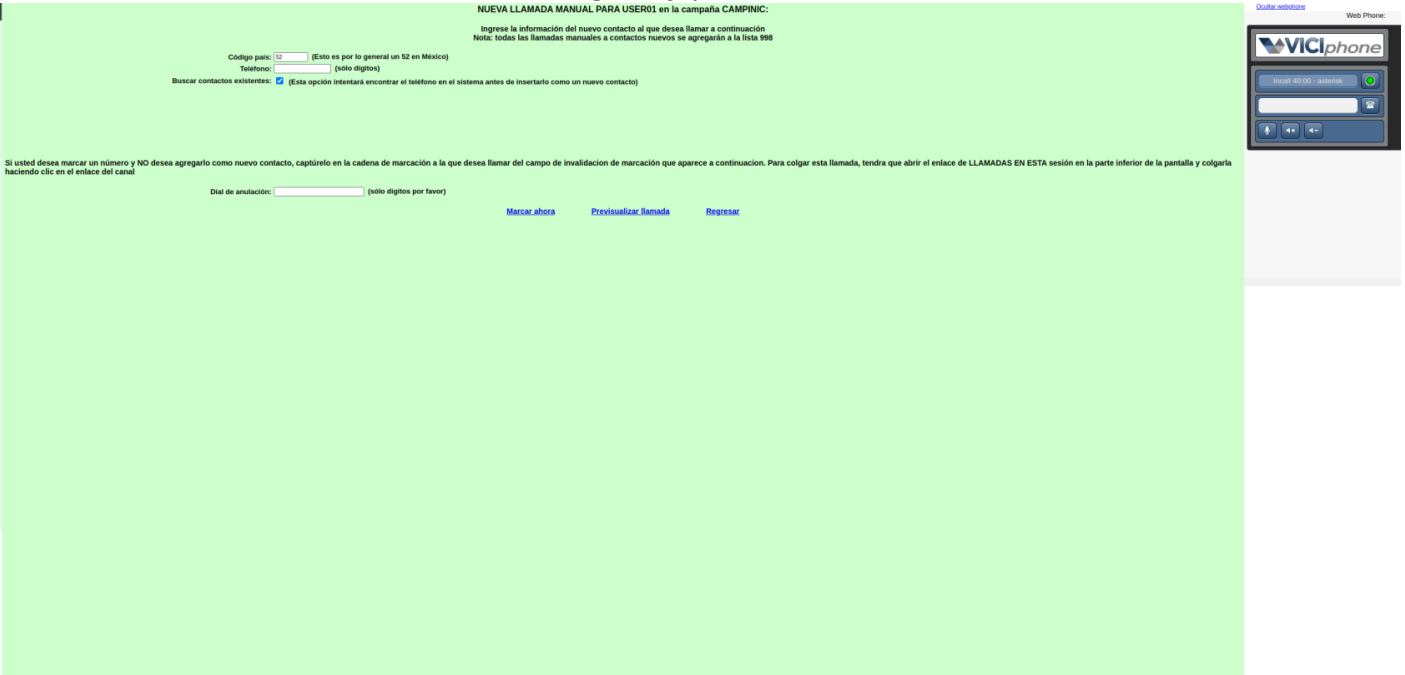 NUEVA LLAMADA MANUAL PARA USER01 en la campaña CAMPINIC:
Ingrese la información del nuevo contacto al que desea llamar a continuación
Nota: todas las llamadas manuales a contactos nuevos se agregarán a la lista 998
Código pais: 52 (Esto es por lo general un 52 en México)
Teléfono: (sólo digitos)
Buscar contactos existentes: (Esta opción intentará encontrar el teléfono en el sistema antes de insertarlo como un nuevo contacto)
Si usted desea marcar un número y NO desea agregarlo como nuevo contacto, captúrelo en la cadena de marcación a la que desea llamar del campo de invalidacion de marcación que aparece a continuacion. Para colgar esta llamada, tendra que abrir el enlace de LLAMADAS EN ESTA sesión en la parte inferior de la pantalla y colgarla
haciendo clic en el enlace del canal
Dial de anulación: (sólo digitos por favor)
Marcar ahora Previsualizar llamada Regresar
Ocultar webphone
Web Phone:
VICIphone
Incall 40:00 - asterisk